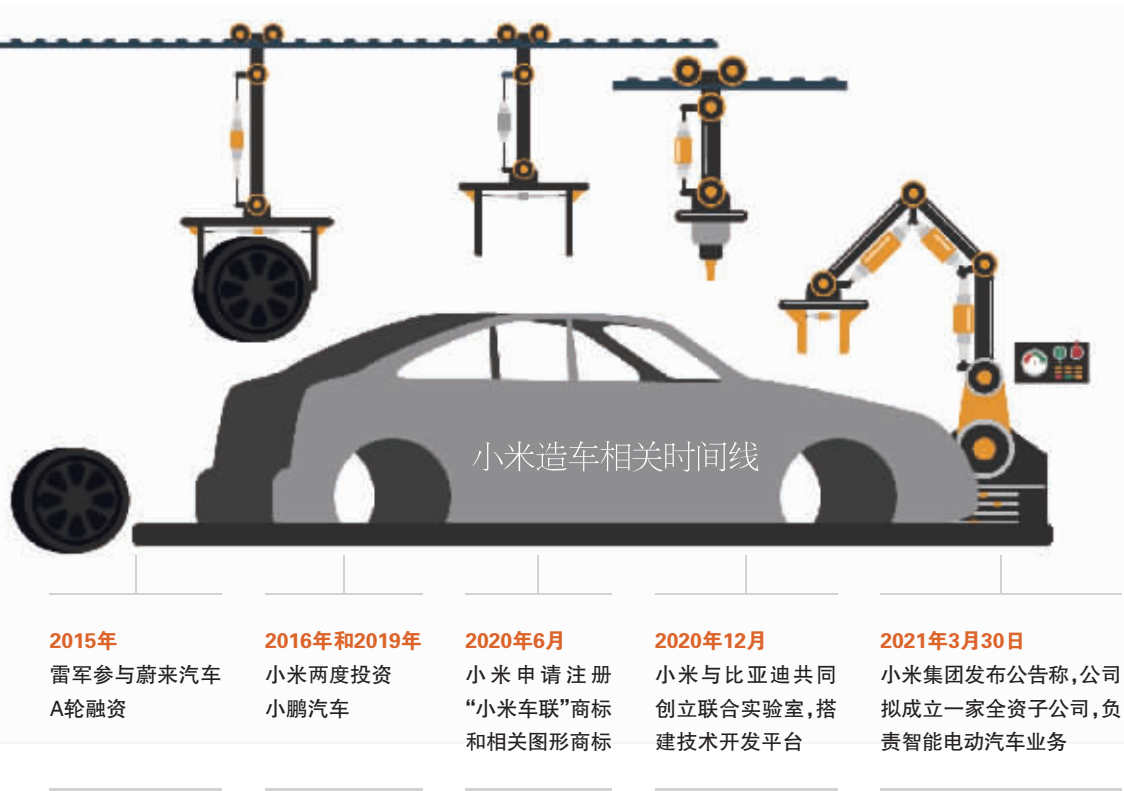 小米造车相关时间线
2015年
雷军参与蔚来汽车
A轮融资
2016年和2019年
小米两度投资
小鹏汽车
2020年6月
小米申请注册
“小米车联”商标
和相关图形商标
2020年12月
小米与比亚迪共同
创立联合实验室,搭
建技术开发平台
2021年3月30日
小米集团发布公告称,公司
拟成立一家全资子公司,负
责智能电动汽车业务